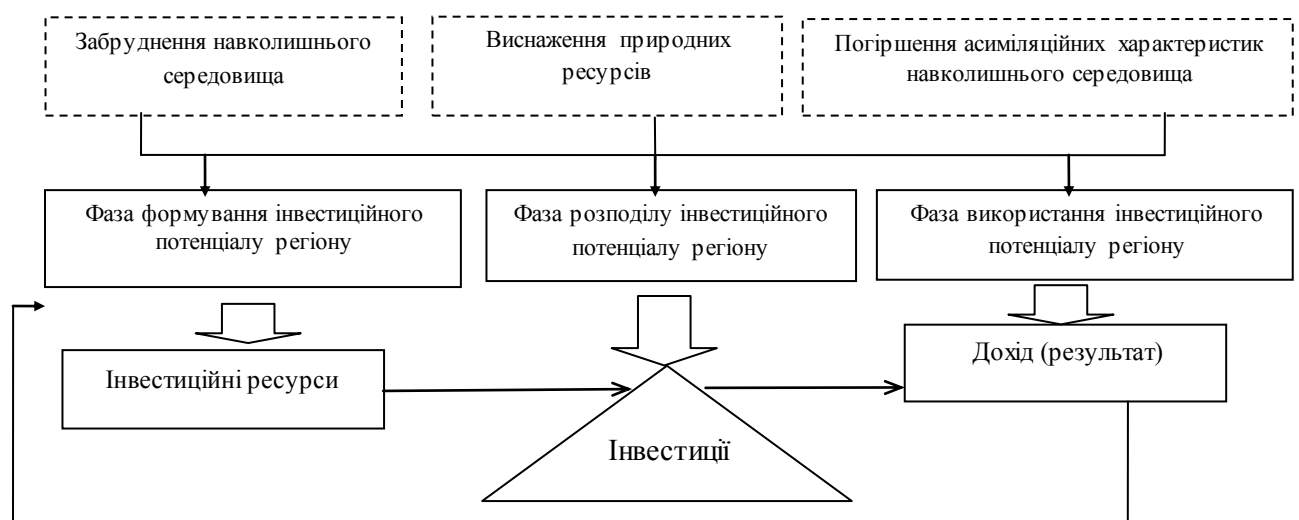 Забруднення навколишнього
середовища
Виснаження природних
ресурсів
Погіршення асиміляційних характеристик
навколишнього середовища
Фаза формування інвестиційного
потенціалу регіону
Фаза розподілу інвестиційного
потенціалу регіону
Фаза використання інвестиційного
потенціалу регіону
Інвестиційні ресурси
Інвестиції
Дохід (результат)